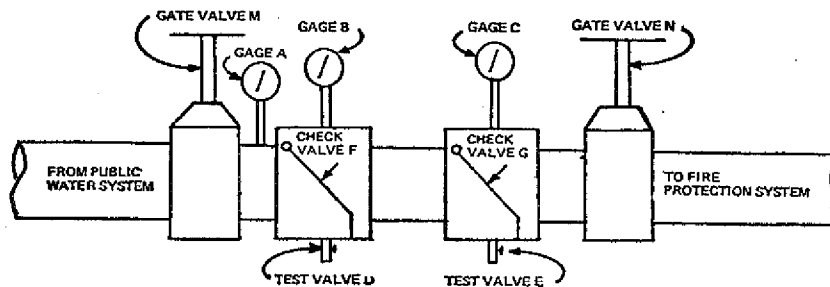 GATE VALVE M
GAGE A
GAGE B
GAGE C
GATE VALVE N
CHECK
VALVE F
CHECK
VALVE G
FROM PUBLIC
WATER SYSTEM
TO FIRE
PROTECTION SYSTEM
TEST VALVE D
TEST VALVE E